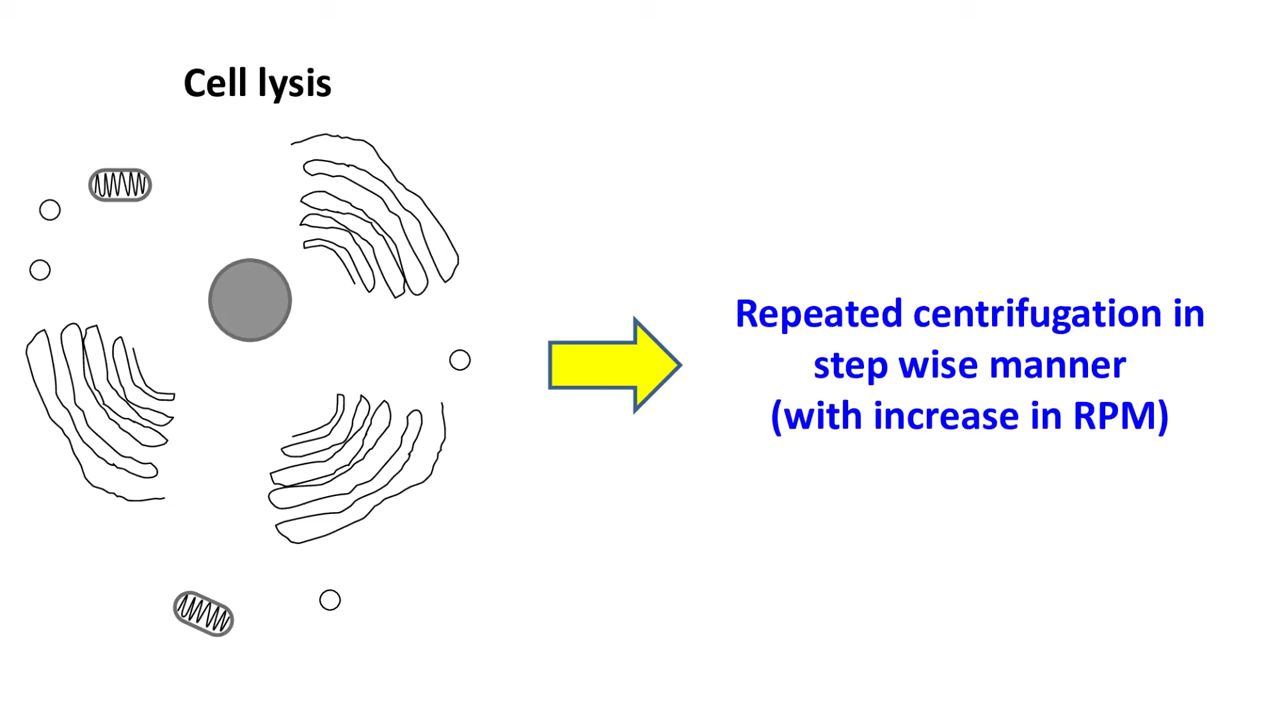 Cell lysis
Repeated centrifugation in
step wise manner
(with increase in RPM)